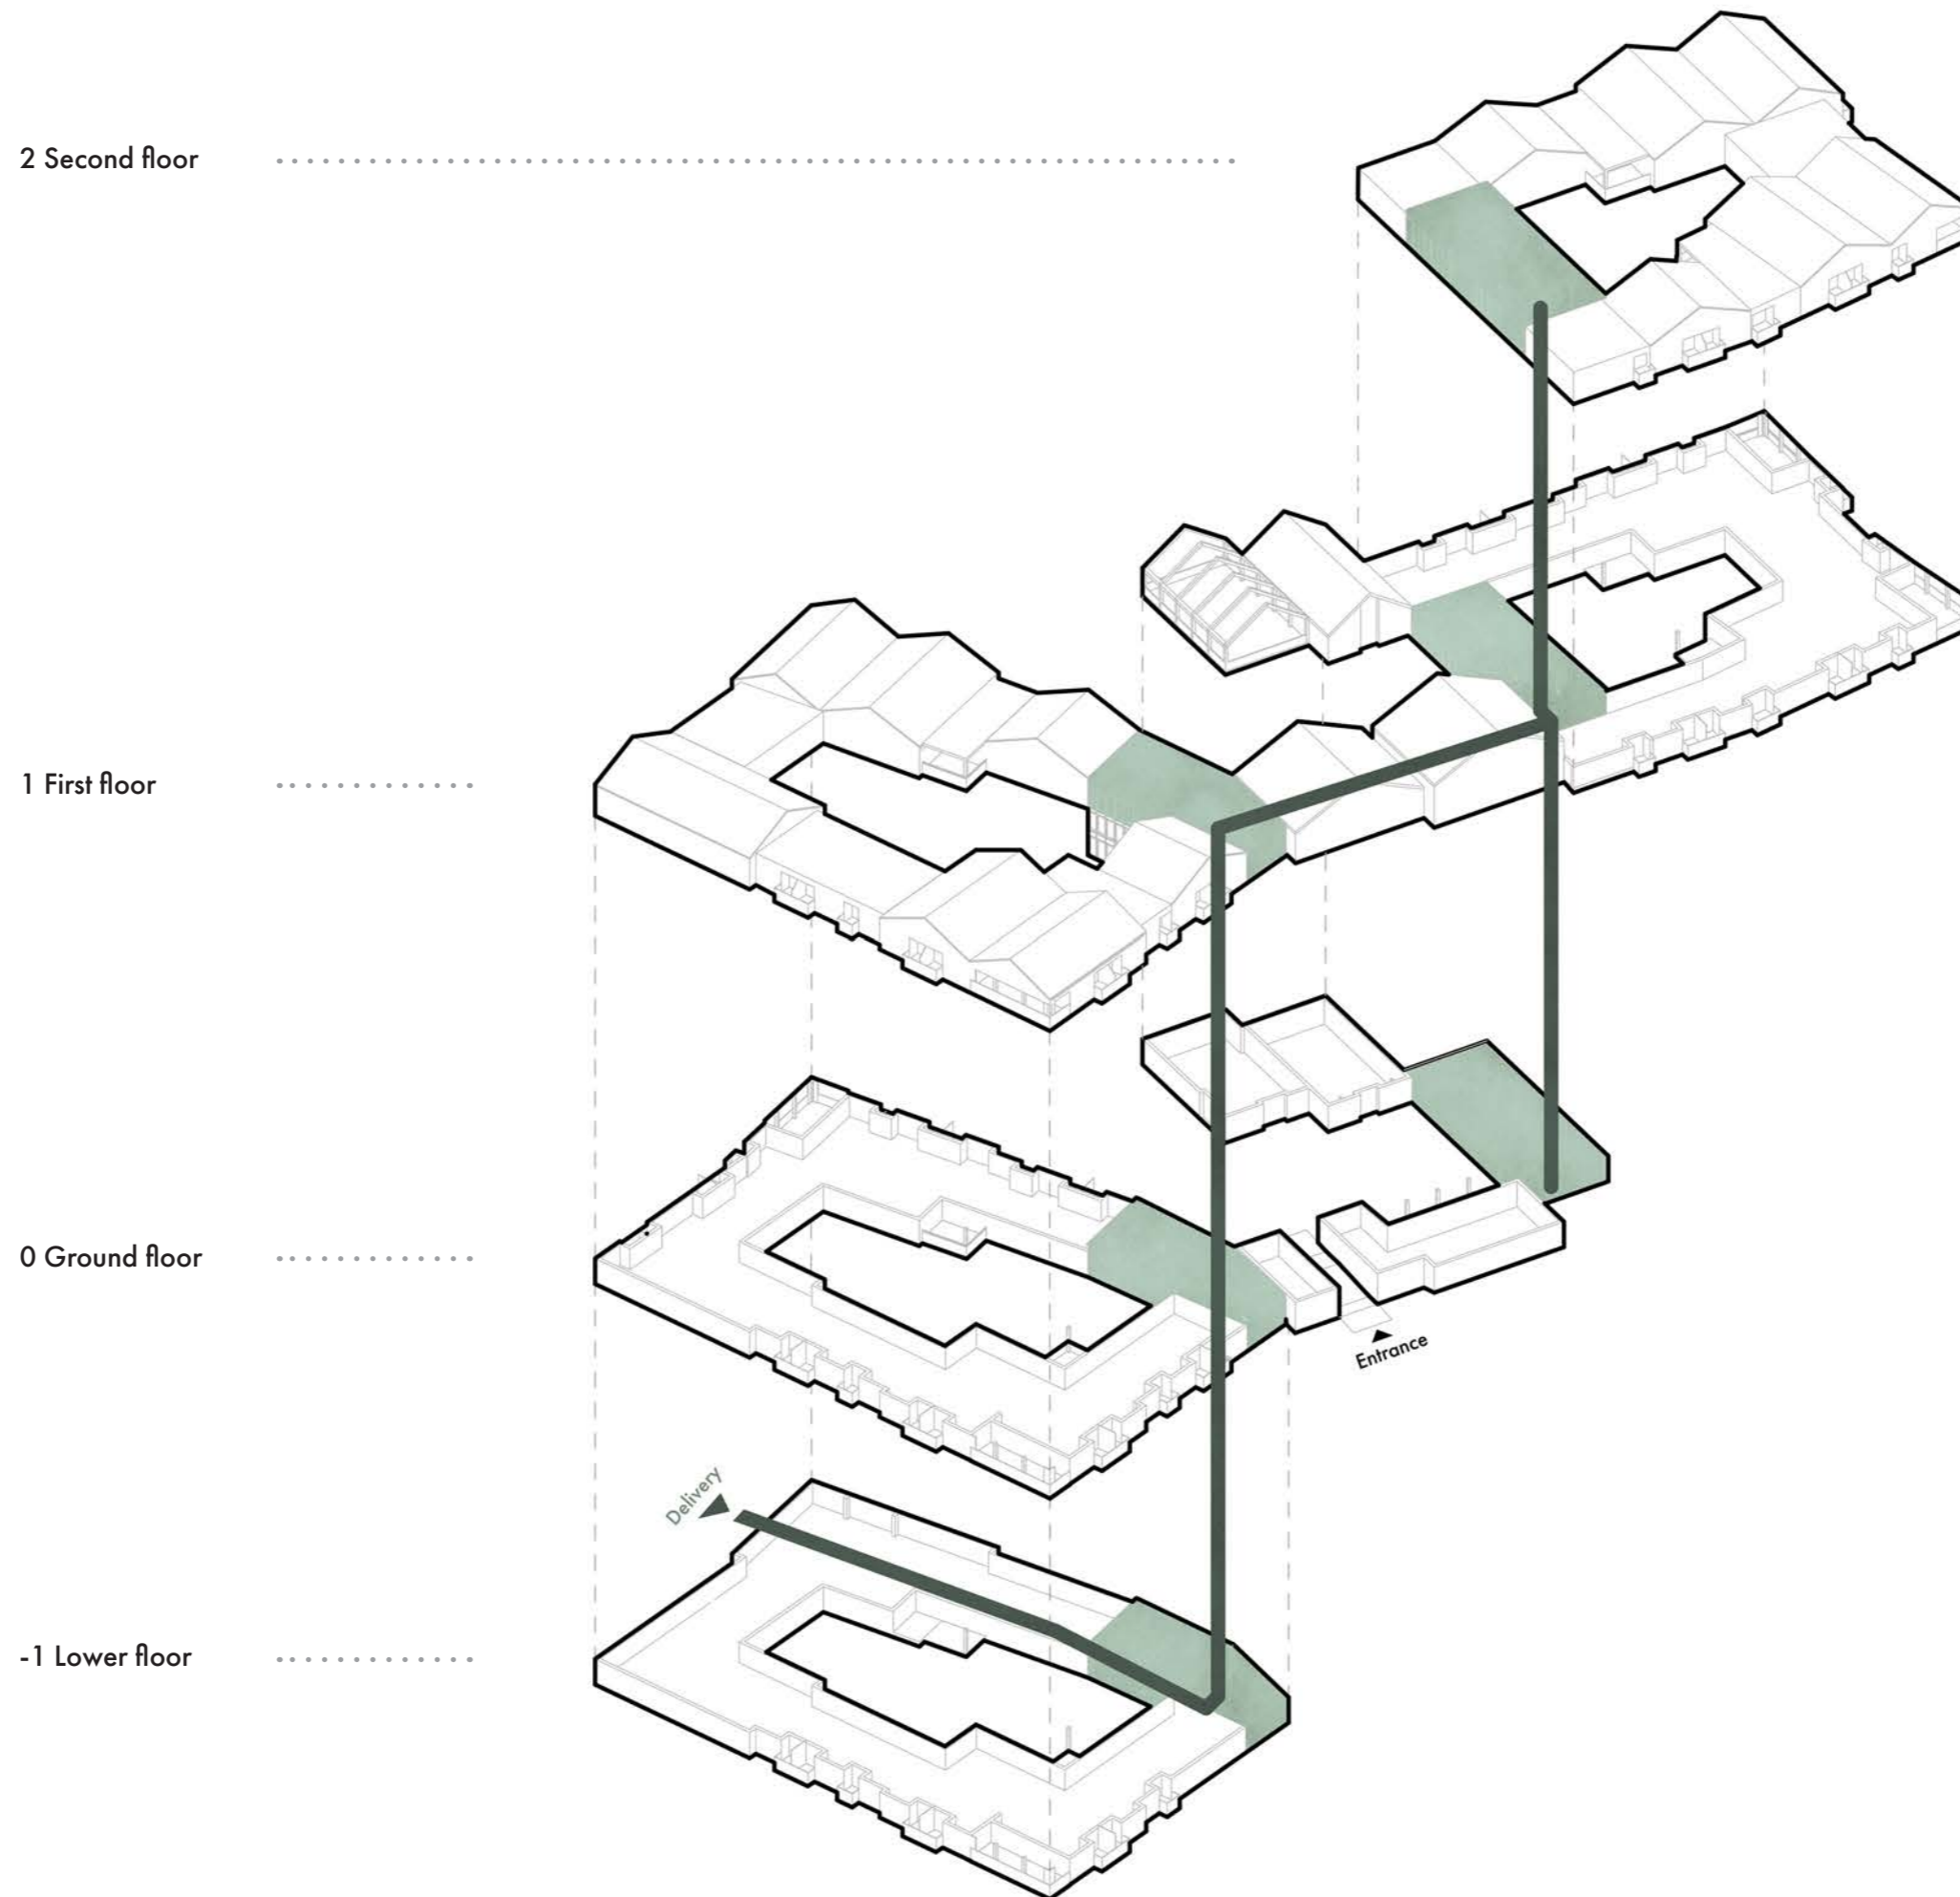 2 Second floor
1 First floor
0 Ground floor
Entrance
Delivery
-1 Lower floor